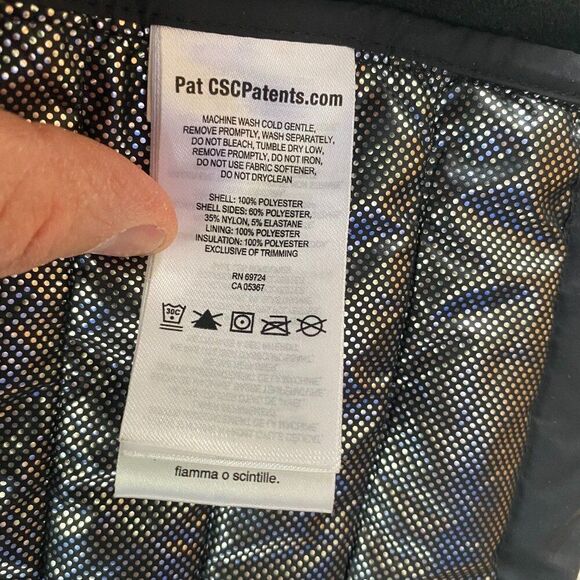 Pat CSCPatents.com
MACHINE WASH COLD GENTLE,
REMOVE PROMPTLY, WASH SEPARATELY,
DO NOT BLEACH, TUMBLE DRY LOW,
REMOVE PROMPTLY, DO NOT IRON,
DO NOT USE FABRIC SOFTENER,
DO NOT DRYCLEAN
SHELL: 100% POLYESTER
SHELL SIDES: 60% POLYESTER,
35% NYLON, 5% ELASTANE
LINING: 100% POLYESTER
INSULATION: 100% POLYESTER
EXCLUSIVE OF TRIMMING
RN 69724
CA 05367
30C
fiamma o scintille.